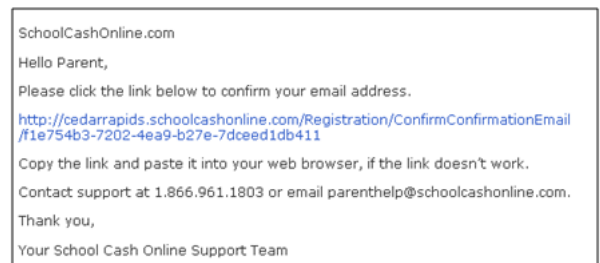 SchoolCashOnline.com
Hello Parent,
Please click the link below to confirm your email address.
http://cedarrapids.schoolcashonline.com/Registration/ConfirmConfirmationEmail
/f1e754b3-7202-4ea9-b27e-7dceed1db411
Copy the link and paste it into your web browser, if the link doesn't work.
Contact support at 1.866.961.1803 or email parenthelp@schoolcashonline.com.
Thank you,
Your School Cash Online Support Team